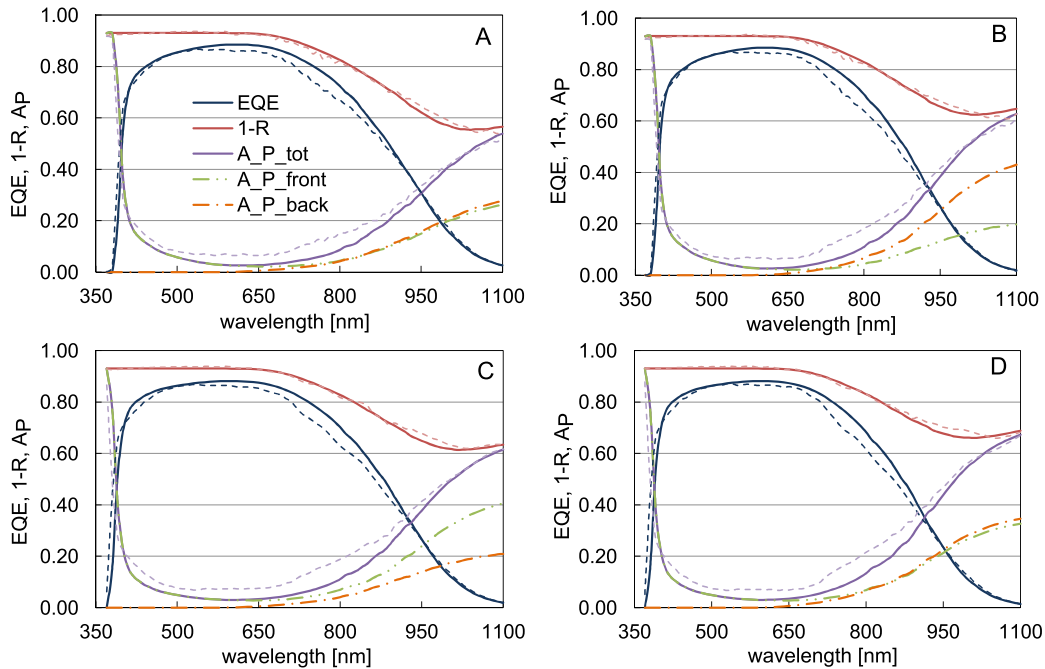 1.00
0.80
0.60
0.40
0.20
0.00
EQE, 1-R, AP
A
EQE
1-R
A_P_tot
A_P_front
A_P_back
350 500 650 800 950 1100
wavelength [nm]
1.00
0.80
0.60
0.40
0.20
0.00
EQE, 1-R, AP
B
350 500 650 800 950 1100
wavelength [nm]
1.00
0.80
0.60
0.40
0.20
0.00
EQE, 1-R, AP
C
350 500 650 800 950 1100
wavelength [nm]
1.00
0.80
0.60
0.40
0.20
0.00
EQE, 1-R, AP
D
350 500 650 800 950 1100
wavelength [nm]